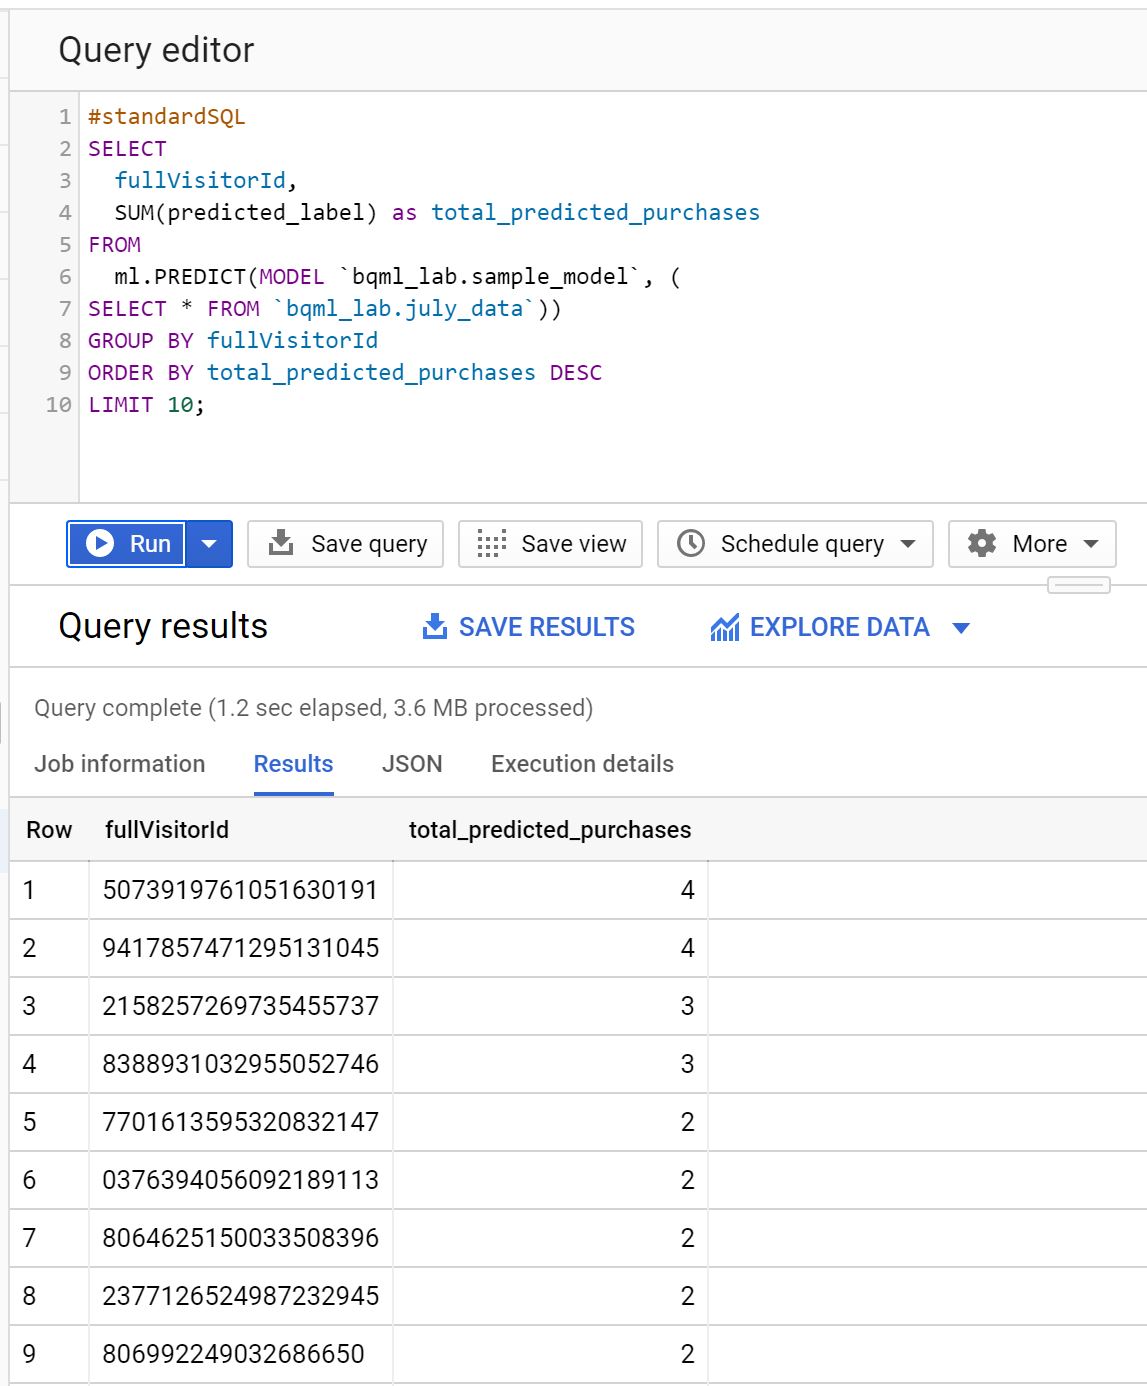 Query editor
1 #standardSQL
2 SELECT
3 fullVisitorId,
4 SUM(predicted_label) as total_predicted_purchases
5 FROM
6 ml.PREDICT(MODEL `bqml_lab.sample_model`, (
7 SELECT * FROM `bqml_lab.july_data`))
8 GROUP BY fullVisitorId
9 ORDER BY total_predicted_purchases DESC
10 LIMIT 10;
Run Save query Save view Schedule query More
Query results SAVE RESULTS EXPLORE DATA
Query complete (1.2 sec elapsed, 3.6 MB processed)
Job information Results JSON Execution details
Row fullVisitorId total_predicted_purchases
1 5073919761051630191 4
2 9417857471295131045 4
3 2158257269735455737 3
4 8388931032955052746 3
5 7701613595320832147 2
6 0376394056092189113 2
7 8064625150033508396 2
8 2377126524987232945 2
9 806992249032686650 2